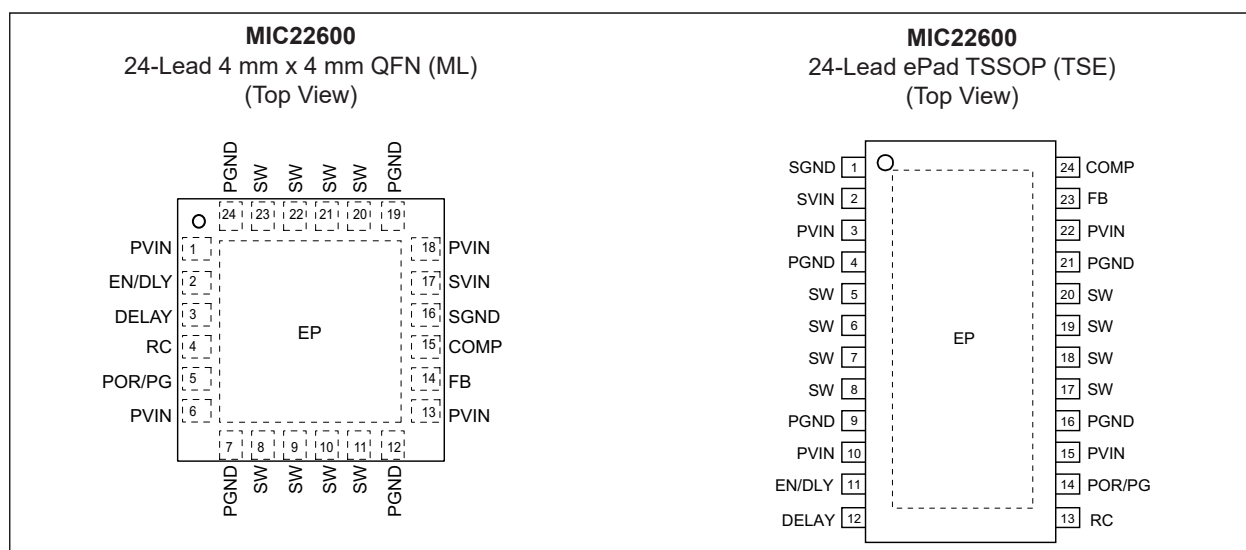 MIC22600
24-Lead 4 mm x 4 mm QFN (ML)
(Top View)
PGND
SW
SW
SW
SW
PGND
24 23 22 21 20 19
PVIN 1
EN/DLY 2
DELAY 3
RC 4
POR/PG 5
PVIN 6
EP
18 PVIN
17 SVIN
16 SGND
15 COMP
14 FB
13 PVIN
7 8 9 10 11 12
PGND
SW
SW
SW
SW
PGND
MIC22600
24-Lead ePad TSSOP (TSE)
(Top View)
SGND 1
SVIN 2
PVIN 3
PGND 4
SW 5
SW 6
SW 7
SW 8
PGND 9
PVIN 10
EN/DLY 11
DELAY 12
EP
24 COMP
23 FB
22 PVIN
21 PGND
20 SW
19 SW
18 SW
17 SW
16 PGND
15 PVIN
14 POR/PG
13 RC